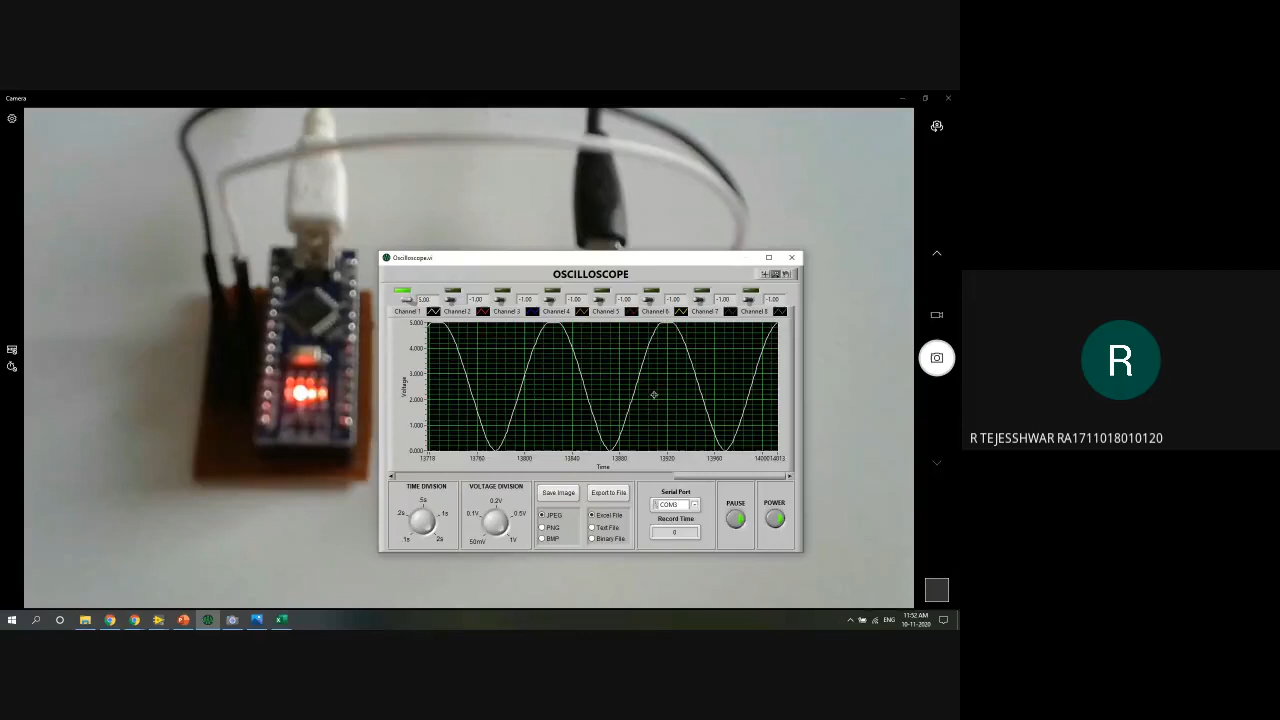 Camera
Oscilloscope.vi
OSCILLOSCOPE
5.00 -1.00 -1.00 -1.00 -1.00 -1.00 -1.00 -1.00
Channel 1 Channel 2 Channel 3 Channel 4 Channel 5 Channel 6 Channel 7 Channel 8
5.000
4.000
3.000
2.000
1.000
0.000
Voltage
13718 13760 13800 13840 13880 13920 13960 14000 14013
Time
TIME DIVISION
.5s
.2s .1s
.1s 2s
VOLTAGE DIVISION
0.2V
0.1V 0.5V
50mV 1V
Save Image Export to File
JPEG Excel File
PNG Text File
BMP Binary File
Serial Port
COM3
Record Time
0
PAUSE
POWER
R TEJESSHWAR RA1711018010120
ENG
11:52 AM
10-11-2020
R